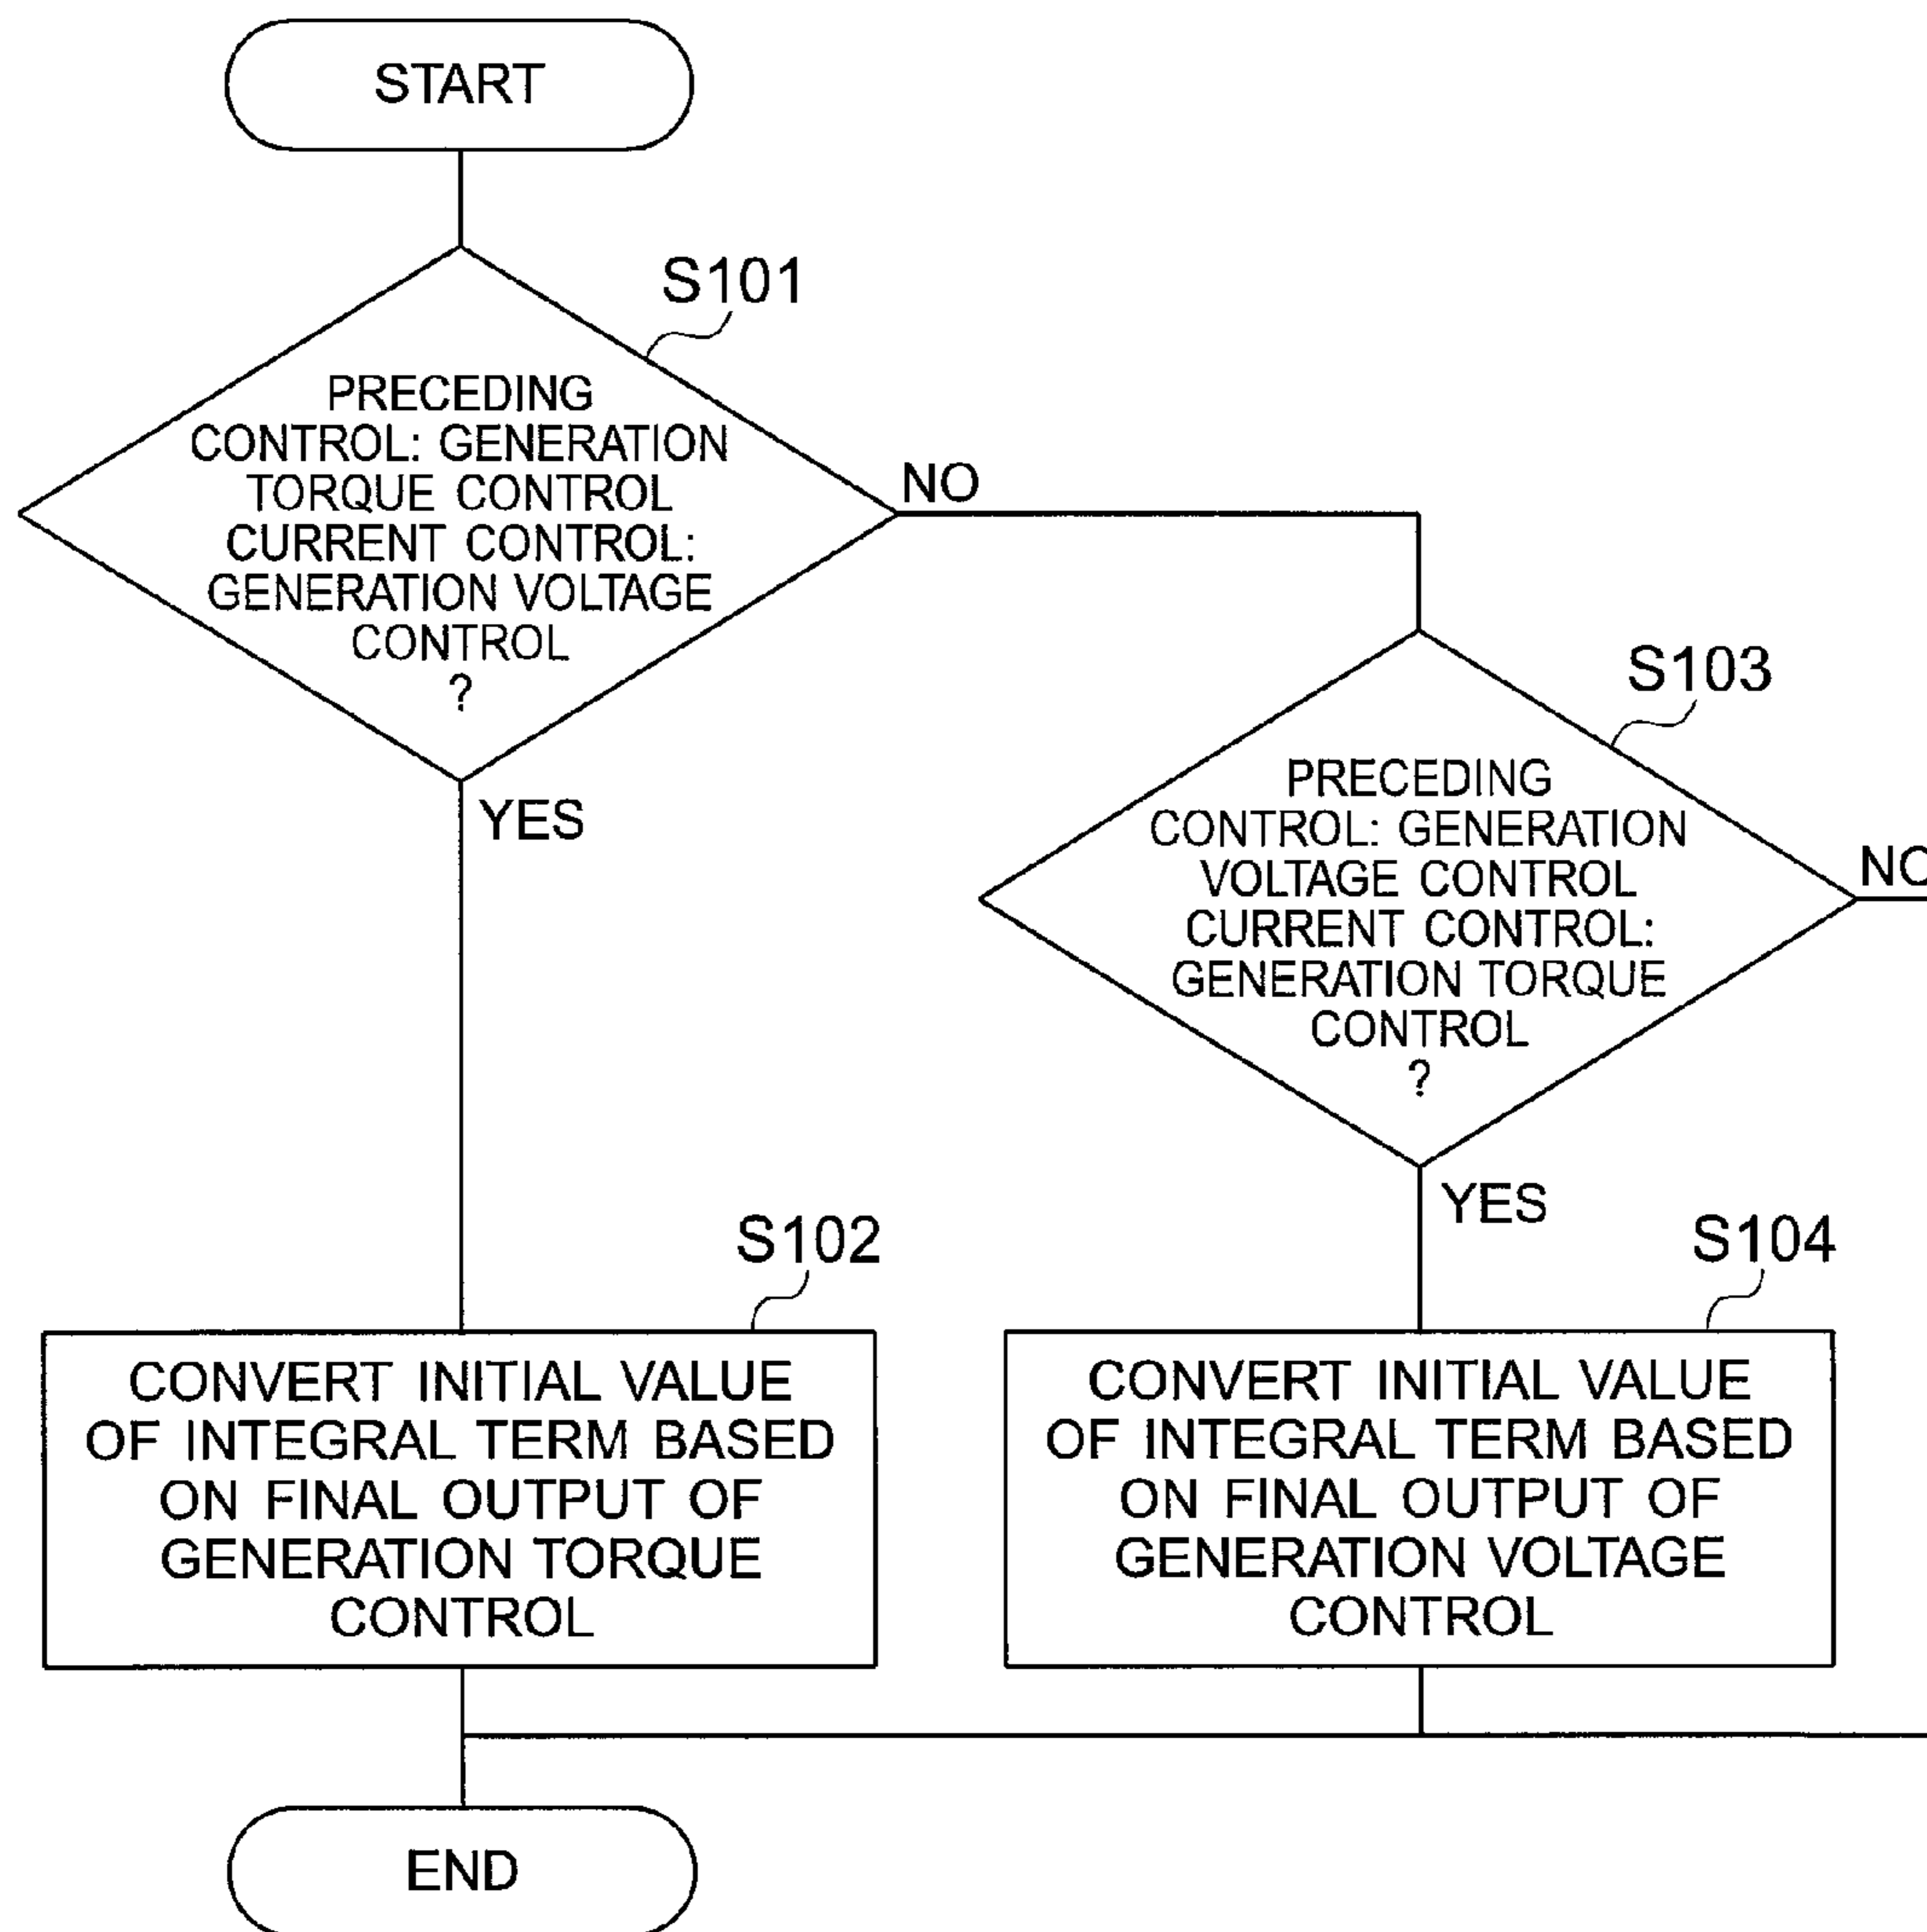 START
S101
PRECEDING
CONTROL: GENERATION
TORQUE CONTROL
CURRENT CONTROL:
GENERATION VOLTAGE
CONTROL
?
NO
YES
S103
PRECEDING
CONTROL: GENERATION
VOLTAGE CONTROL
CURRENT CONTROL:
GENERATION TORQUE
CONTROL
?
NO
YES
S102
CONVERT INITIAL VALUE
OF INTEGRAL TERM BASED
ON FINAL OUTPUT OF
GENERATION TORQUE
CONTROL
S104
CONVERT INITIAL VALUE
OF INTEGRAL TERM BASED
ON FINAL OUTPUT OF
GENERATION VOLTAGE
CONTROL
END